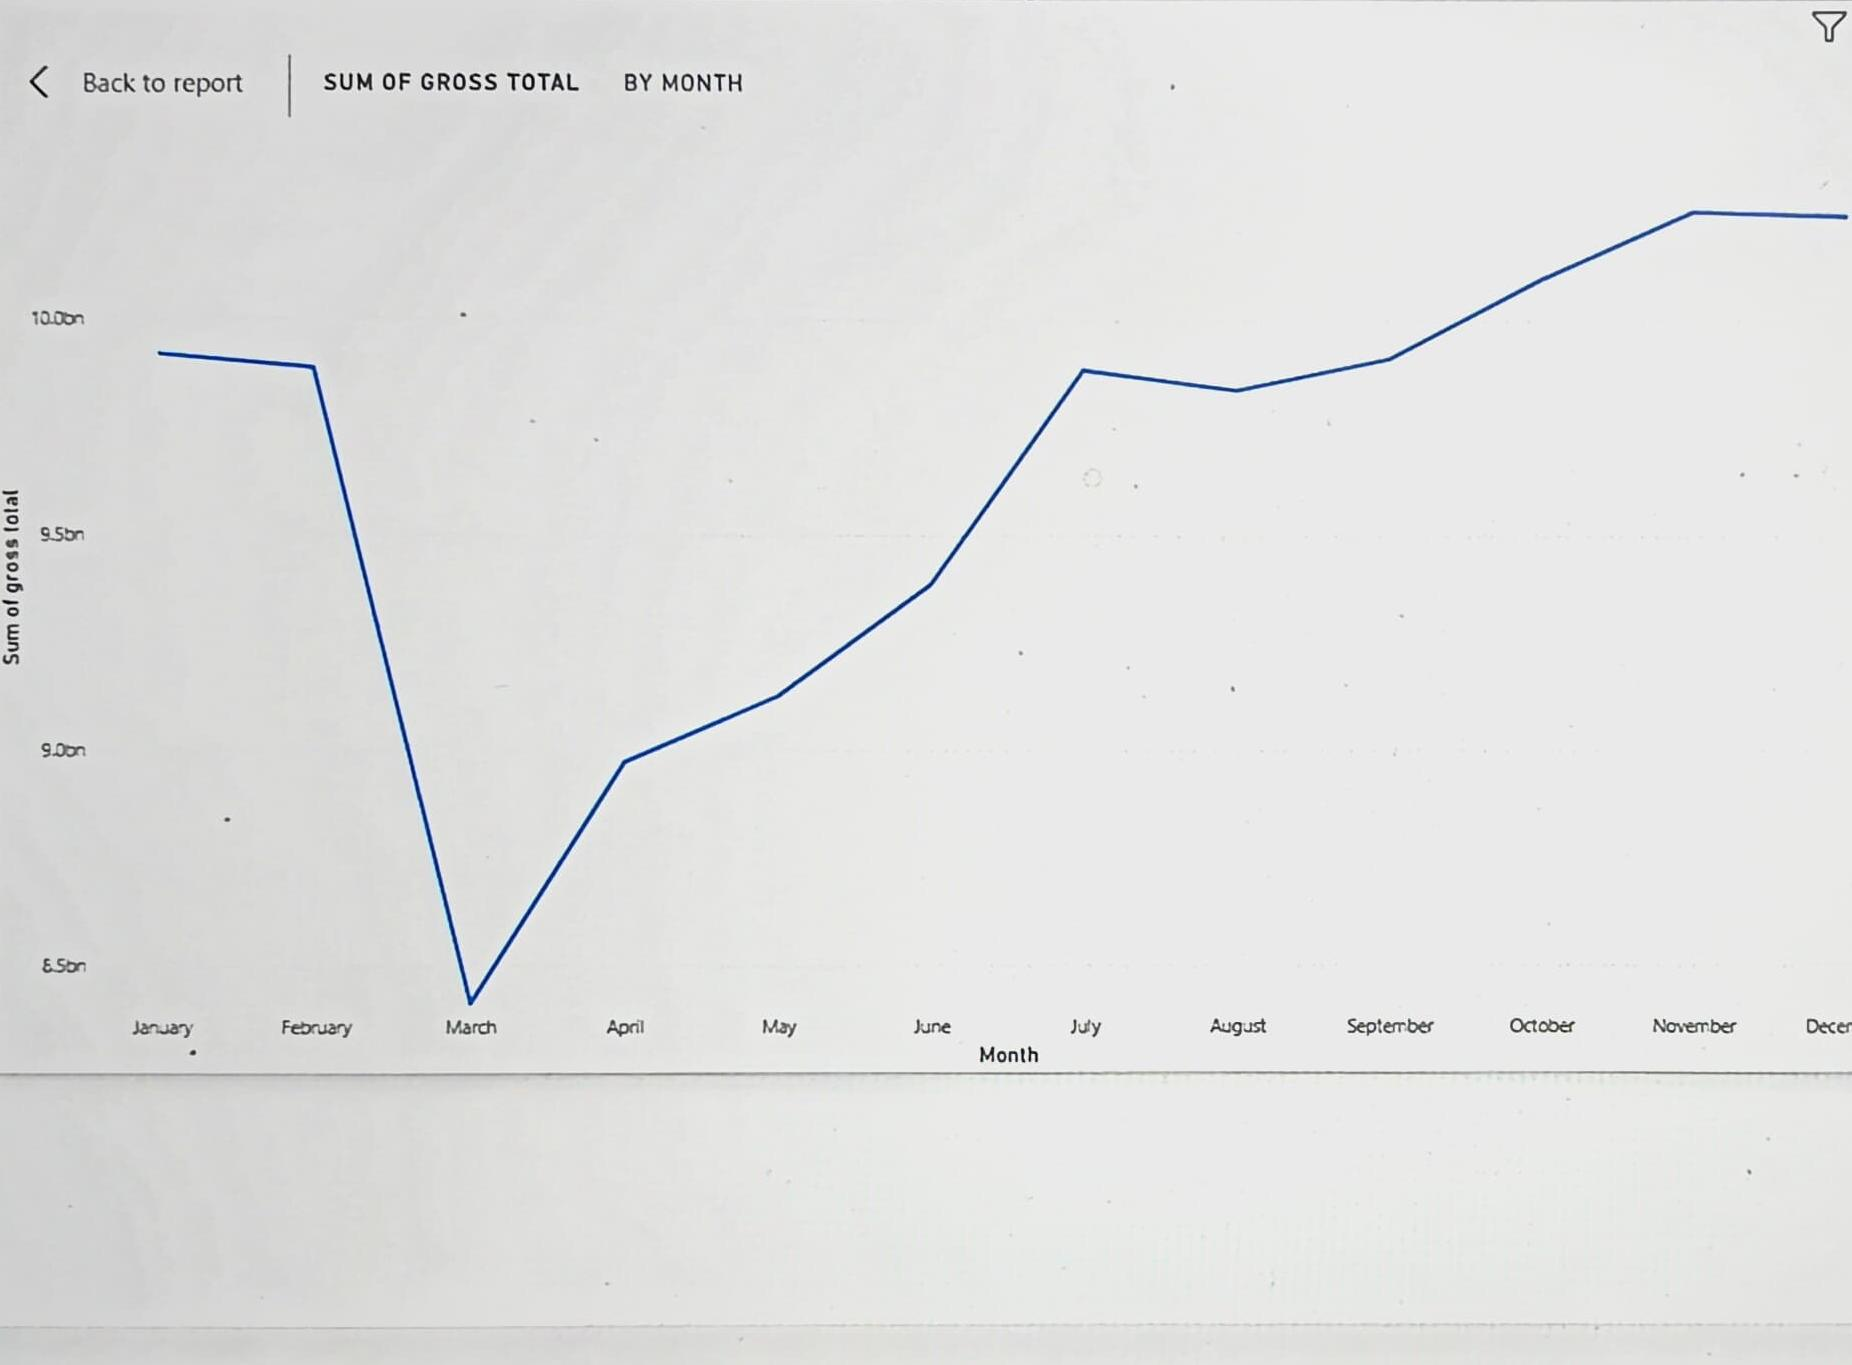 Back to report SUM OF GROSS TOTAL BY MONTH
10.0bn
9.5bn
9.0bn
8.5bn
Sum of gross total
January February March April May June July August September October November Decem
Month